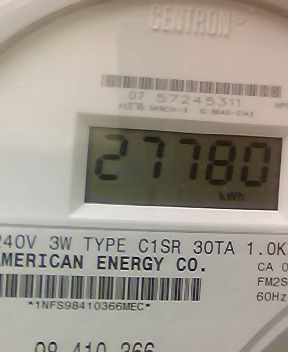 CENTRON®
07 57245311
27780
kWh
240V 3W TYPE C1SR 30TA 1.0K
AMERICAN ENERGY CO.
CA 0
FM2S
60Hz
*1NFS98410366MEC*
98 410 366